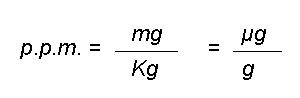 p.p.m. = mg / Kg = µg / g